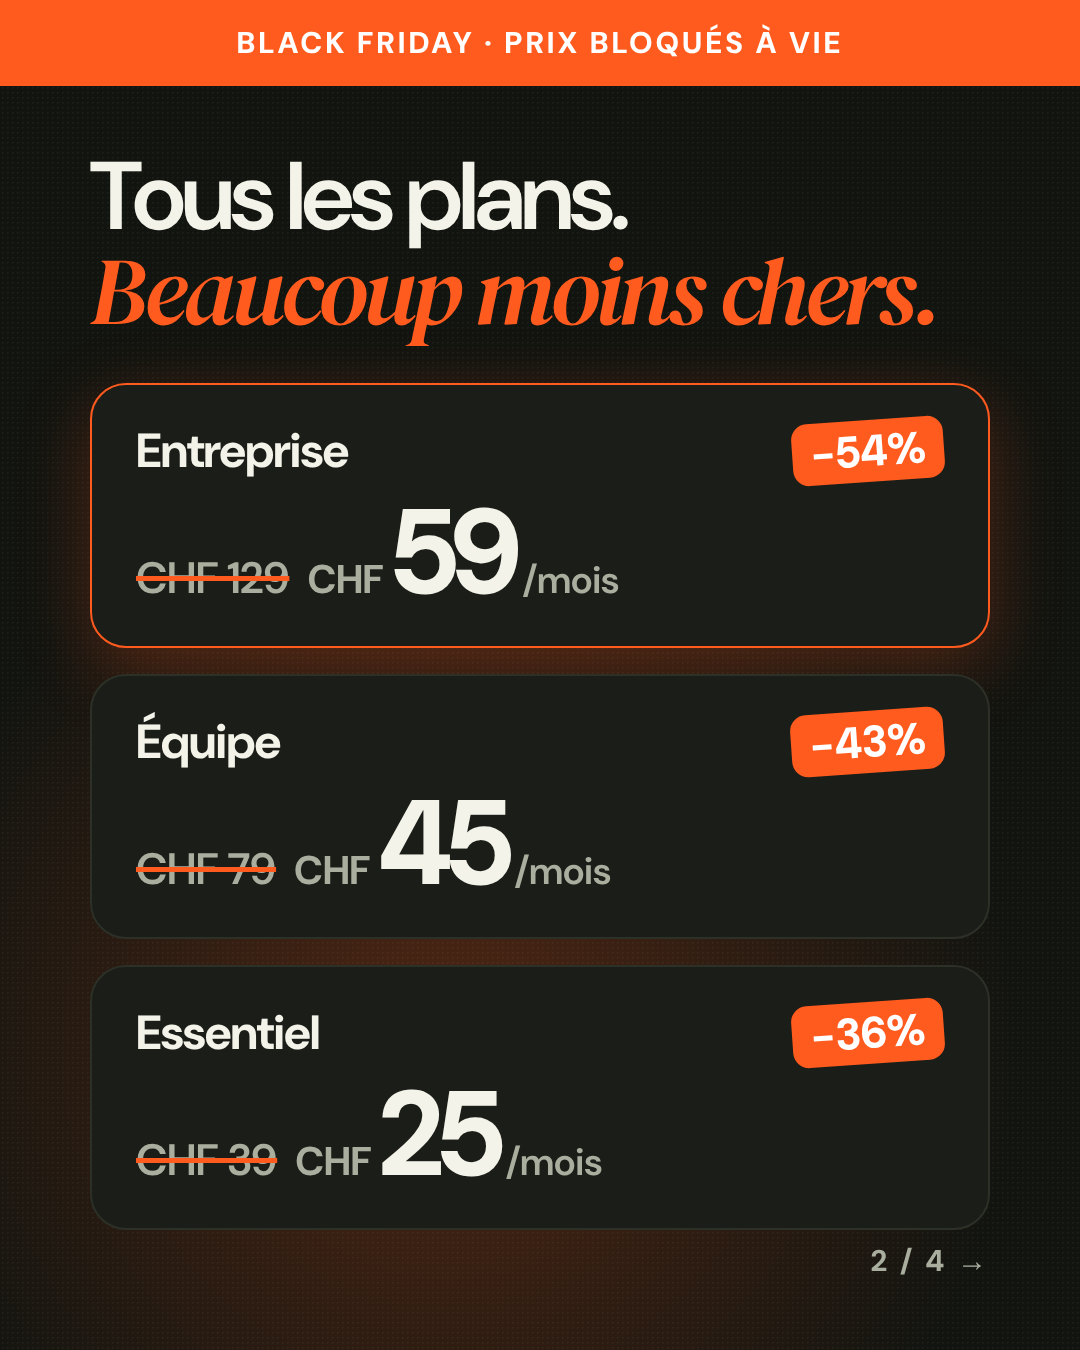 BLACK FRIDAY · PRIX BLOQUÉS À VIE
Tous les plans.
Beaucoup moins chers.
Entreprise
–54%
CHF 129 CHF 59 /mois
Équipe
–43%
CHF 79 CHF 45 /mois
Essentiel
–36%
CHF 39 CHF 25 /mois
2 / 4 →